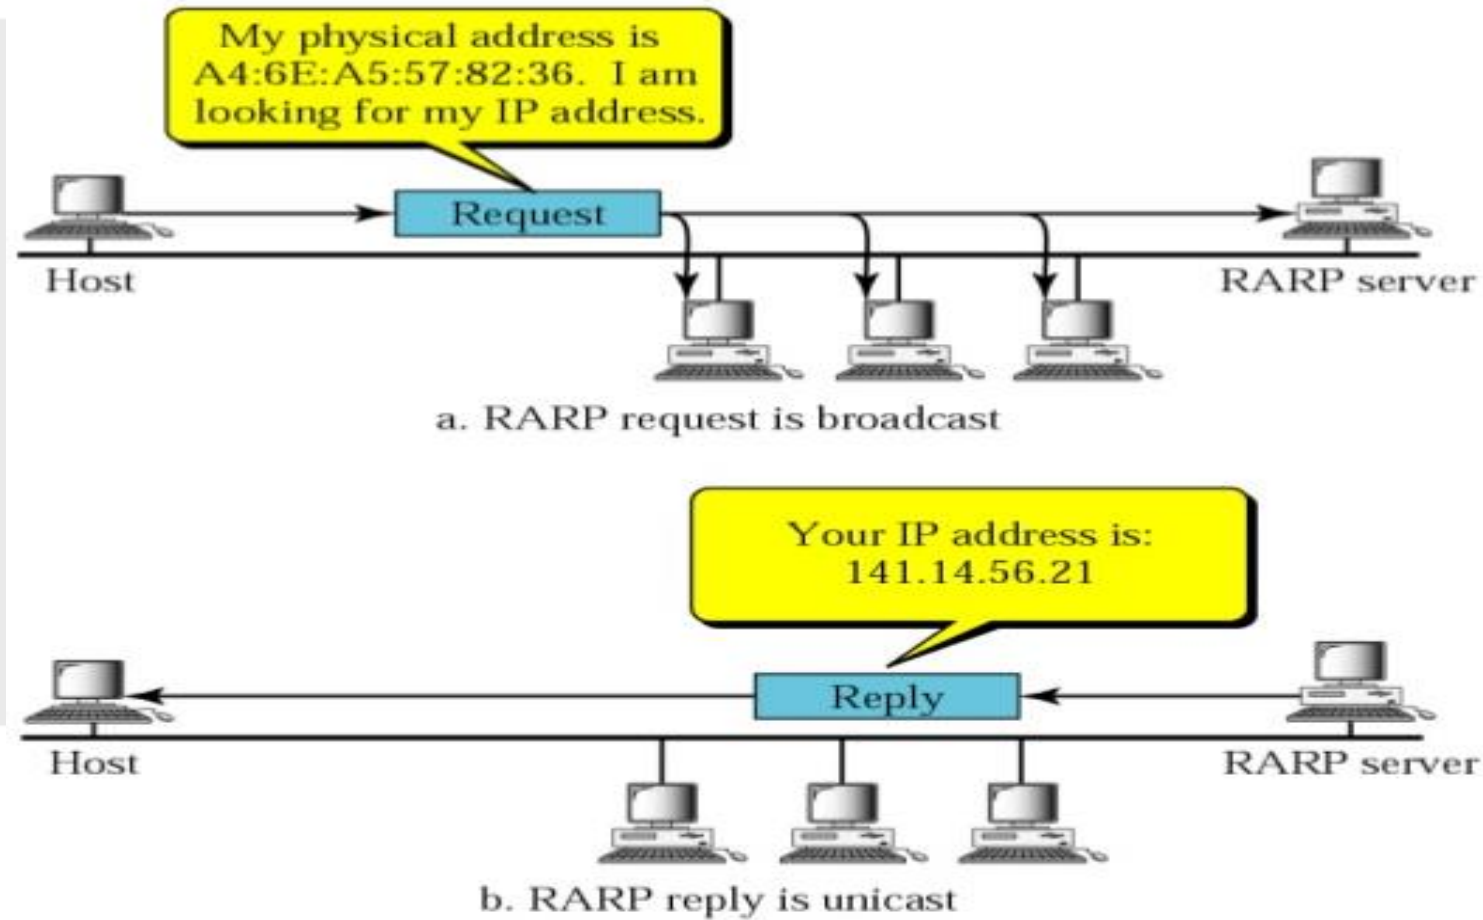 My physical address is
A4:6E:A5:57:82:36. I am
looking for my IP address.
Request
Host
RARP server
a. RARP request is broadcast
Your IP address is:
141.14.56.21
Reply
Host
RARP server
b. RARP reply is unicast